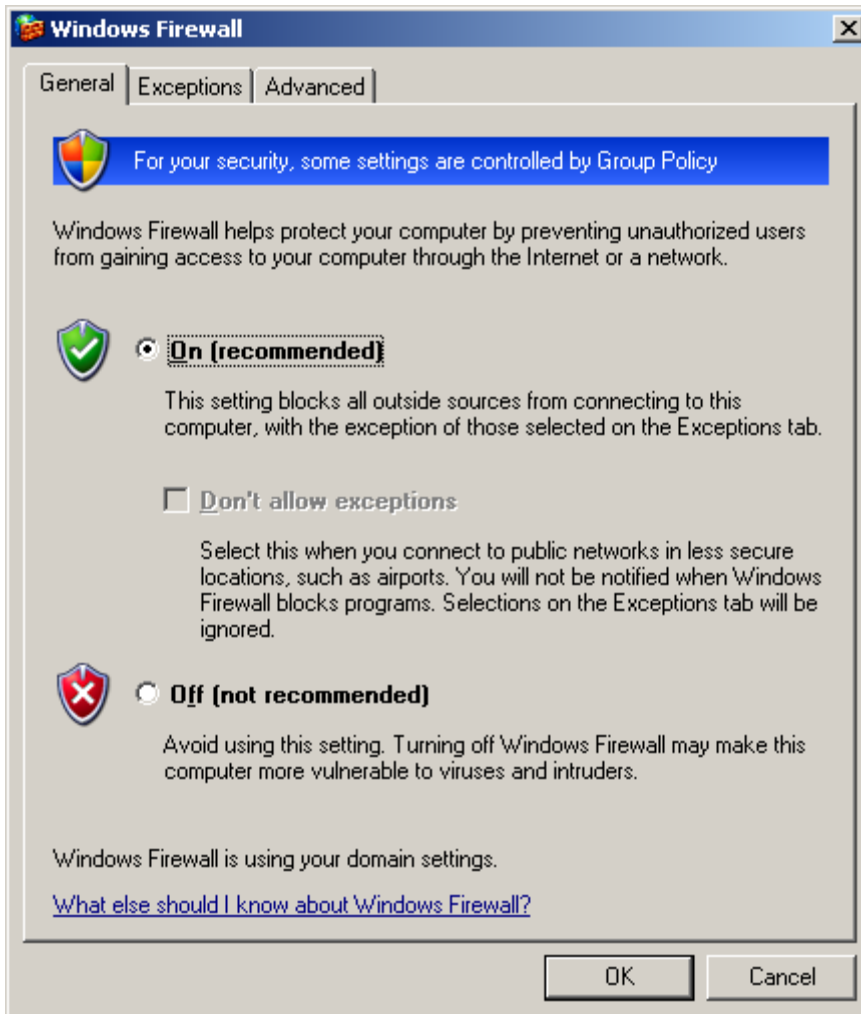 Windows Firewall
General
Exceptions
Advanced
For your security, some settings are controlled by Group Policy
Windows Firewall helps protect your computer by preventing unauthorized users
from gaining access to your computer through the Internet or a network.
On (recommended)
This setting blocks all outside sources from connecting to this
computer, with the exception of those selected on the Exceptions tab.
Don't allow exceptions
Select this when you connect to public networks in less secure
locations, such as airports. You will not be notified when Windows
Firewall blocks programs. Selections on the Exceptions tab will be
ignored.
Off (not recommended)
Avoid using this setting. Turning off Windows Firewall may make this
computer more vulnerable to viruses and intruders.
Windows Firewall is using your domain settings.
What else should I know about Windows Firewall?
OK
Cancel